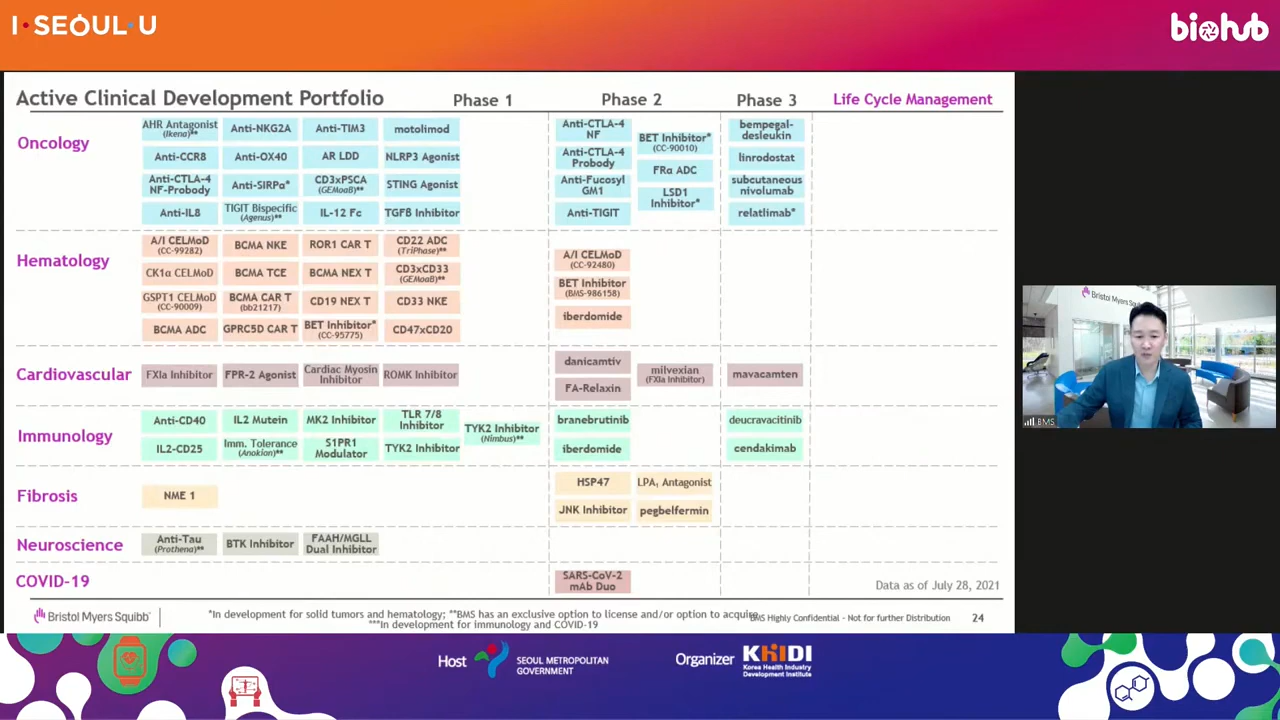 I·SEOUL·U
biohub
Active Clinical Development Portfolio
Phase 1
Phase 2
Phase 3
Life Cycle Management
Oncology
AHR Antagonist
(Ikena)**
Anti-NKG2A
Anti-TIM3
motolimod
Anti-CCR8
Anti-OX40
AR LDD
NLRP3 Agonist
Anti-CTLA-4
NF-Probody
Anti-SIRPα*
CD3xPSCA
(GEMoaB)**
STING Agonist
Anti-IL8
TIGIT Bispecific
(Agenus)**
IL-12 Fc
TGFβ Inhibitor
Anti-CTLA-4
NF
BET Inhibitor*
(CC-90010)
Anti-CTLA-4
Probody
FRα ADC
Anti-Fucosyl
GM1
LSD1
Inhibitor*
Anti-TIGIT
bempegal-
desleukin
linrodostat
subcutaneous
nivolumab
relatlimab*
Hematology
A/I CELMoD
(CC-99282)
BCMA NKE
ROR1 CAR T
CD22 ADC
(TriPhase)**
CK1α CELMoD
BCMA TCE
BCMA NEX T
CD3xCD33
(GEMoaB)**
GSPT1 CELMoD
(CC-90009)
BCMA CAR T
(bb21217)
CD19 NEX T
CD33 NKE
BCMA ADC
GPRC5D CAR T
BET Inhibitor*
(CC-95775)
CD47xCD20
A/I CELMoD
(CC-92480)
BET Inhibitor
(BMS-986158)
iberdomide
Cardiovascular
FXIa Inhibitor
FPR-2 Agonist
Cardiac Myosin
Inhibitor
ROMK Inhibitor
danicamtiv
FA-Relaxin
milvexian
(FXIa Inhibitor)
mavacamten
Immunology
Anti-CD40
IL2 Mutein
MK2 Inhibitor
TLR 7/8
Inhibitor
TYK2 Inhibitor
(Nimbus)**
IL2-CD25
Imm. Tolerance
(Anokion)**
S1PR1
Modulator
TYK2 Inhibitor
branebrutinib
iberdomide
deucravacitinib
cendakimab
Fibrosis
NME 1
HSP47
LPA₁ Antagonist
JNK Inhibitor
pegbelfermin
Neuroscience
Anti-Tau
(Prothena)**
BTK Inhibitor
FAAH/MGLL
Dual Inhibitor
COVID-19
SARS-CoV-2
mAb Duo
Data as of July 28, 2021
Bristol Myers Squibb
*In development for solid tumors and hematology; **BMS has an exclusive option to license and/or option to acquire
***In development for immunology and COVID-19
BMS Highly Confidential - Not for further Distribution
24
Bristol Myers Squ
BMS
Host
SEOUL METROPOLITAN
GOVERNMENT
Organizer
KHIDI
Korea Health Industry
Development Institute